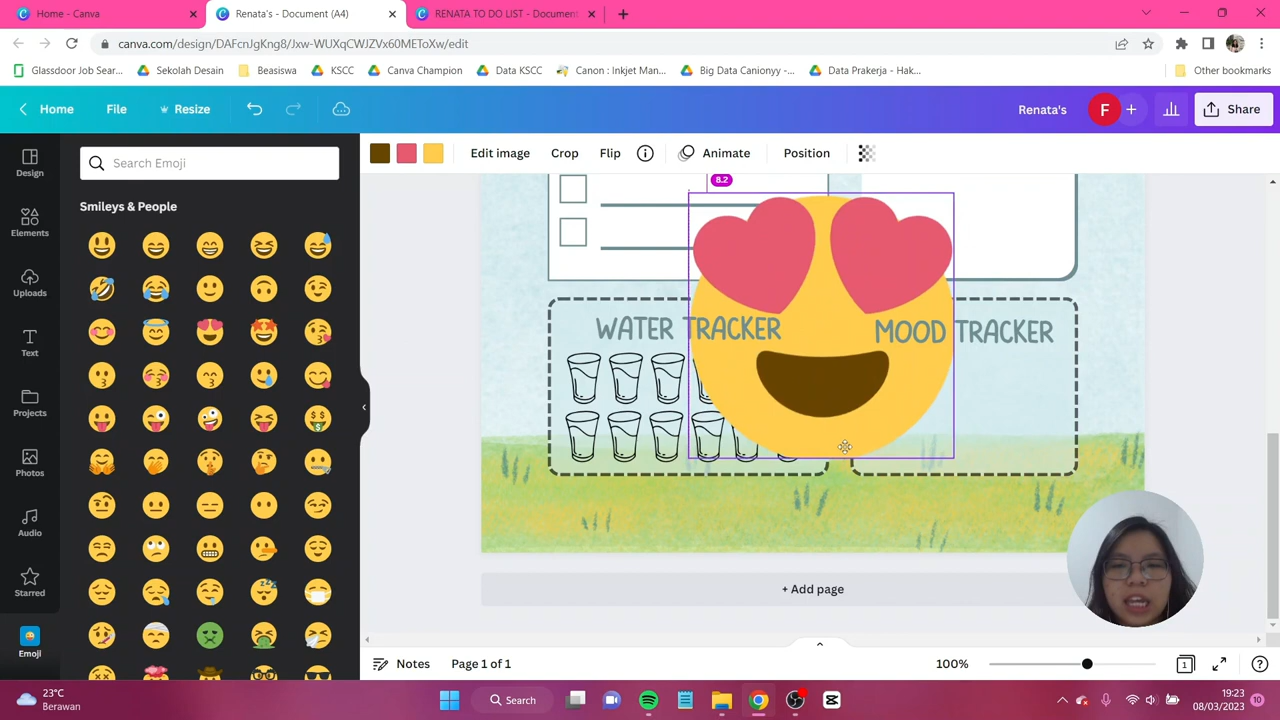 Home - Canva
Renata's - Document (A4)
RENATA TO DO LIST - Document
canva.com/design/DAFcnJgKng8/Jxw-WUXqCWJZVx60METoXw/edit
Glassdoor Job Sear...
Sekolah Desain
Beasiswa
KSCC
Canva Champion
Data KSCC
Canon : Inkjet Man...
Big Data Canionyy -...
Data Prakerja - Hak...
Other bookmarks
Home
File
Resize
Renata's
F
Share
Search Emoji
Edit image
Crop
Flip
Animate
Position
Design
Elements
Uploads
Text
Projects
Photos
Audio
Starred
Emoji
Smileys & People
8.2
WATER TRACKER
MOOD TRACKER
+ Add page
Notes
Page 1 of 1
100%
1
23°C
Berawan
Search
19:23
08/03/2023
10